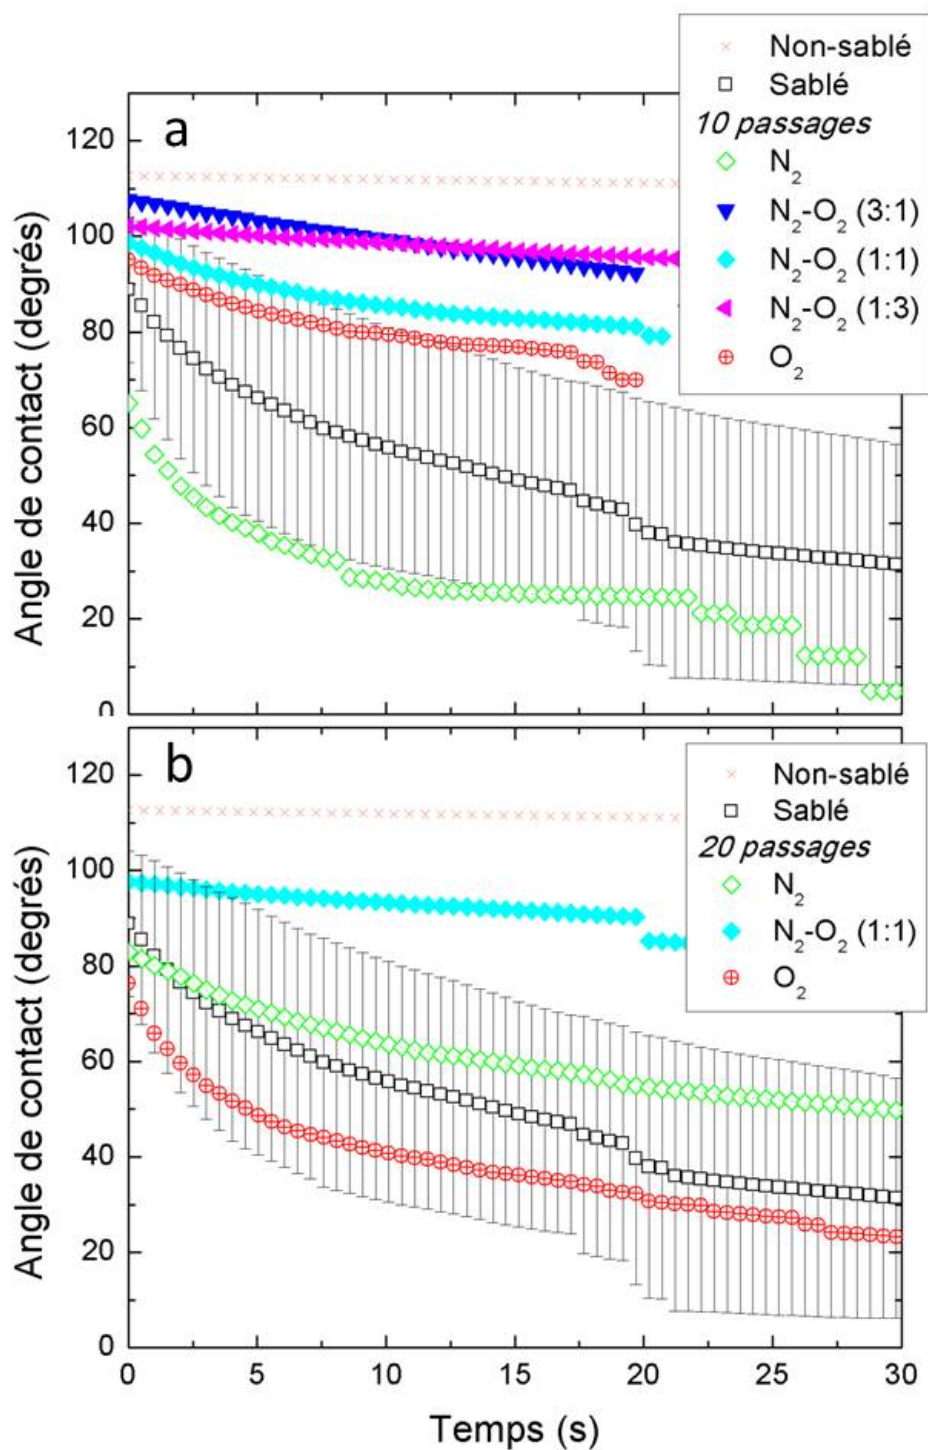 Non-sablé
Sablé
10 passages
N₂
N₂-O₂ (3:1)
N₂-O₂ (1:1)
N₂-O₂ (1:3)
O₂
a
120
100
80
60
40
20
0
Angle de contact (degrés)
b
Non-sablé
Sablé
20 passages
N₂
N₂-O₂ (1:1)
O₂
120
100
80
60
40
20
0
Angle de contact (degrés)
0 5 10 15 20 25 30
Temps (s)